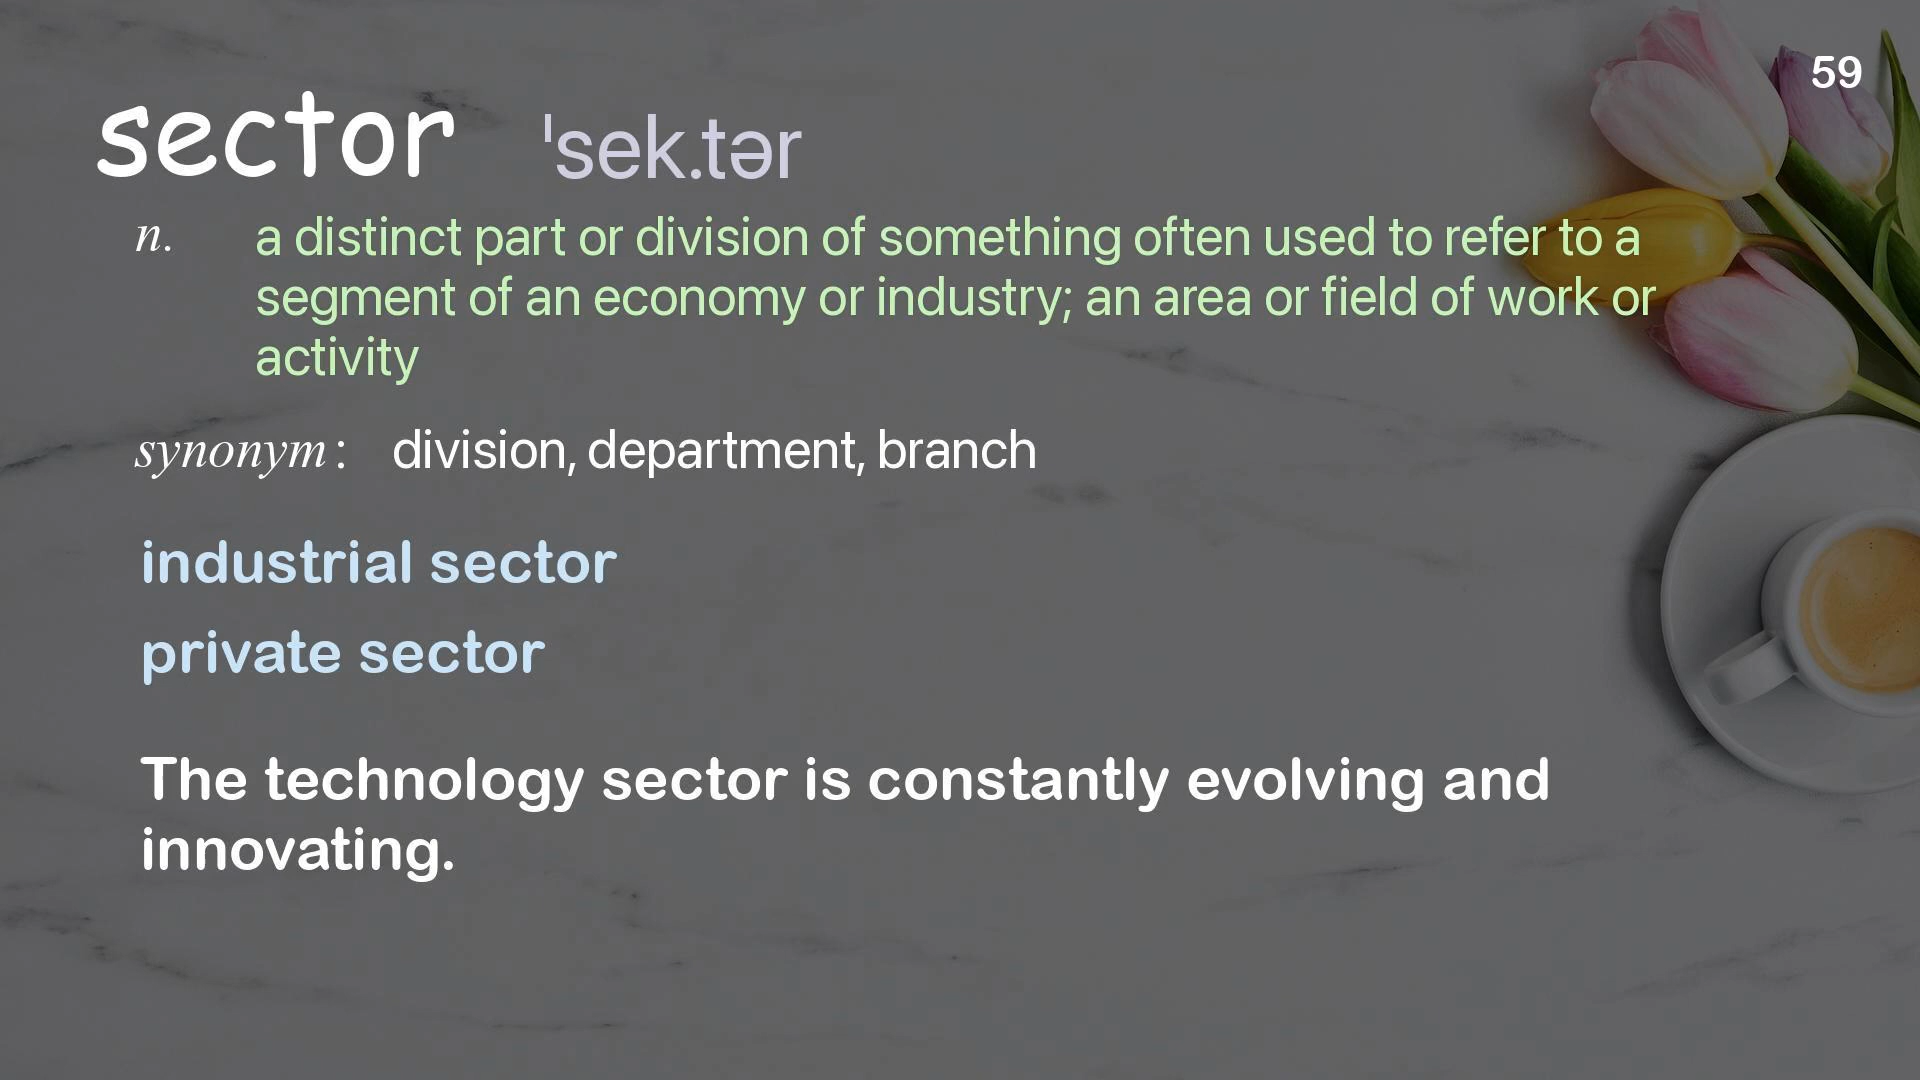 59
sector ˈsek.tər
n. a distinct part or division of something often used to refer to a
segment of an economy or industry; an area or field of work or
activity
synonym: division, department, branch
industrial sector
private sector
The technology sector is constantly evolving and
innovating.